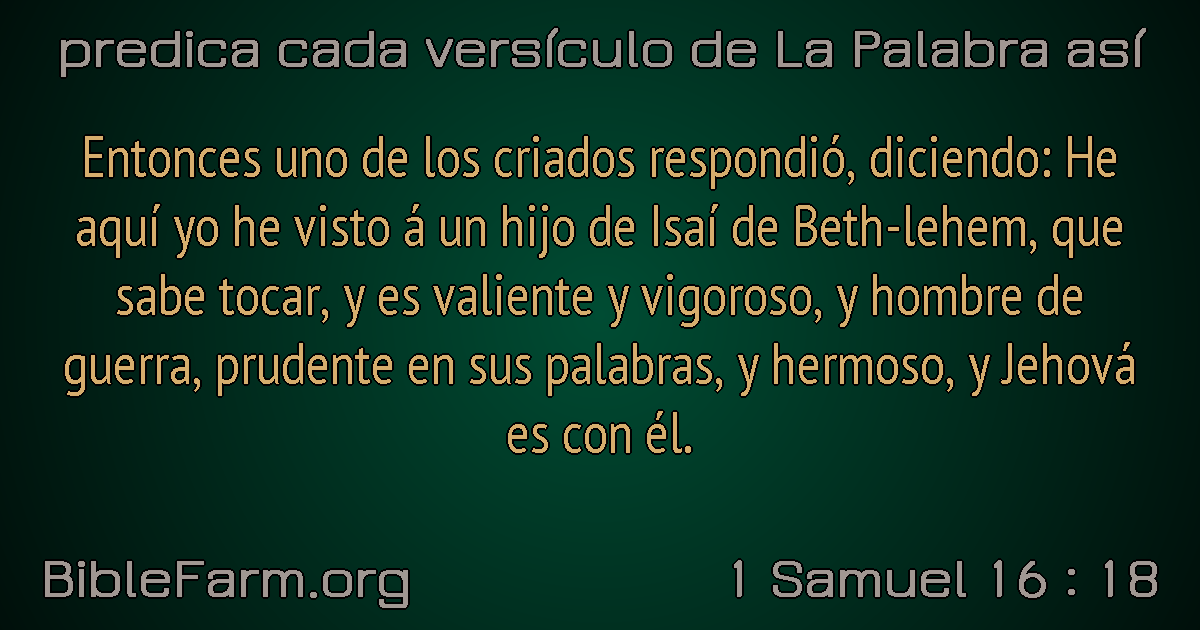 predica cada versículo de La Palabra así
Entonces uno de los criados respondió, diciendo: He
aquí yo he visto á un hijo de Isaí de Beth-lehem, que
sabe tocar, y es valiente y vigoroso, y hombre de
guerra, prudente en sus palabras, y hermoso, y Jehová
es con él.
BibleFarm.org
1 Samuel 16 : 18